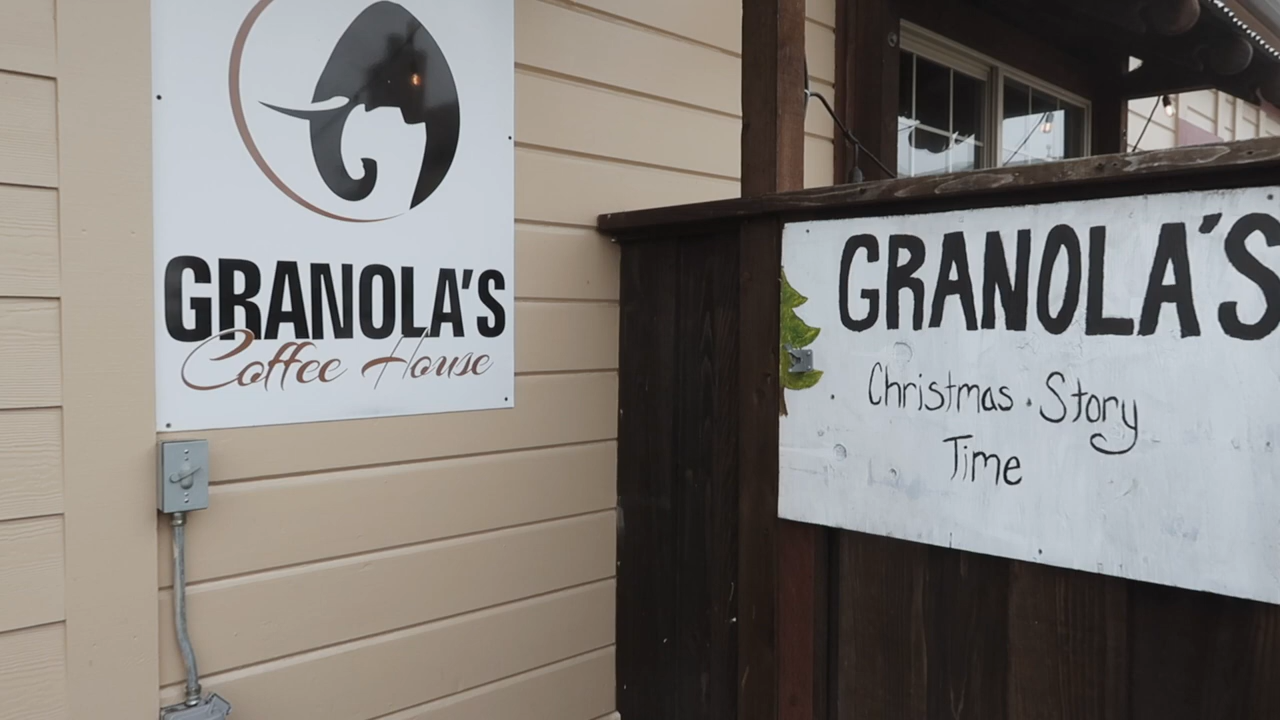 GRANOLA'S
Coffee House
GRANOLA'S
Christmas · Story
Time